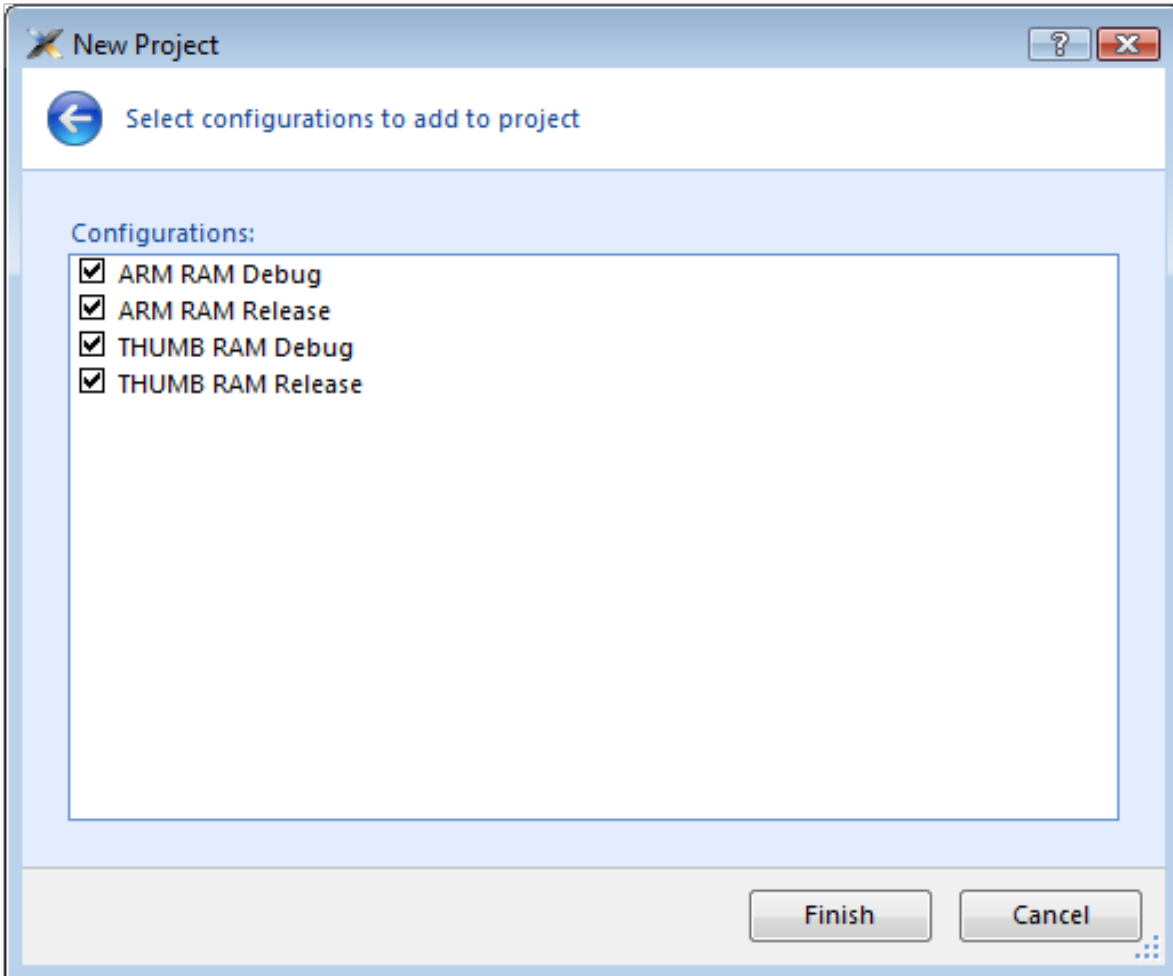 New Project
Select configurations to add to project
Configurations:
ARM RAM Debug
ARM RAM Release
THUMB RAM Debug
THUMB RAM Release
Finish Cancel